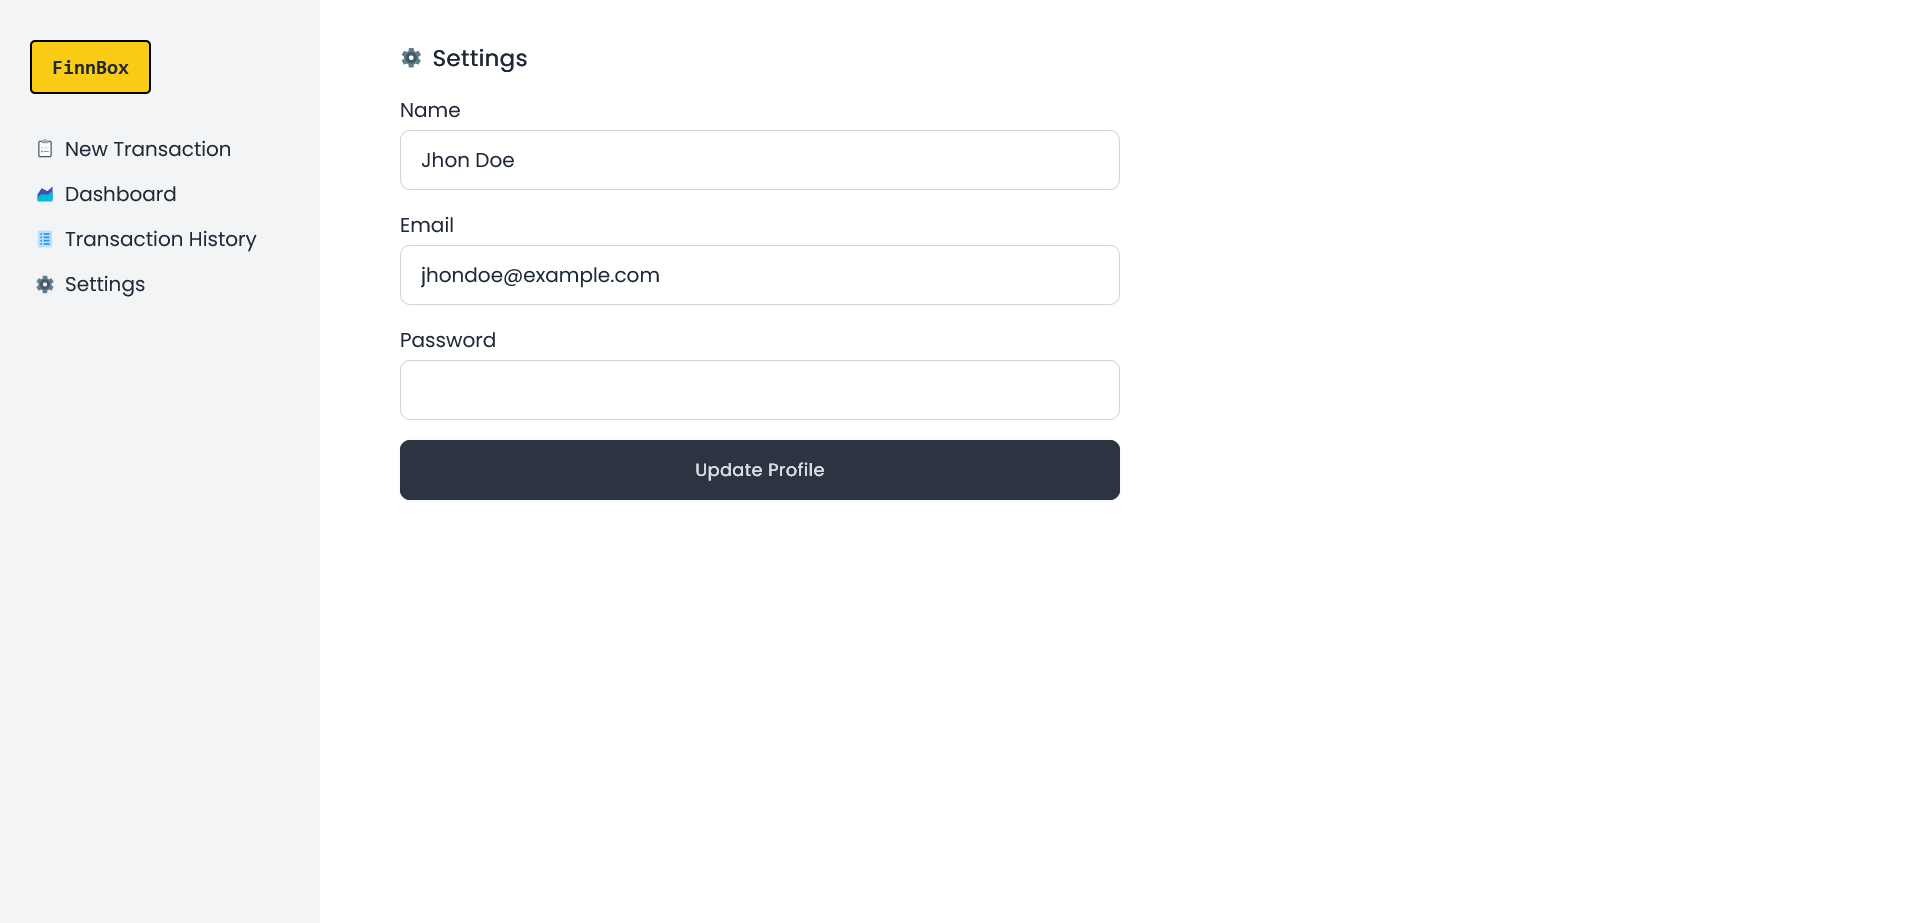 FinnBox
New Transaction
Dashboard
Transaction History
Settings
Settings
Name
Jhon Doe
Email
jhondoe@example.com
Password
Update Profile